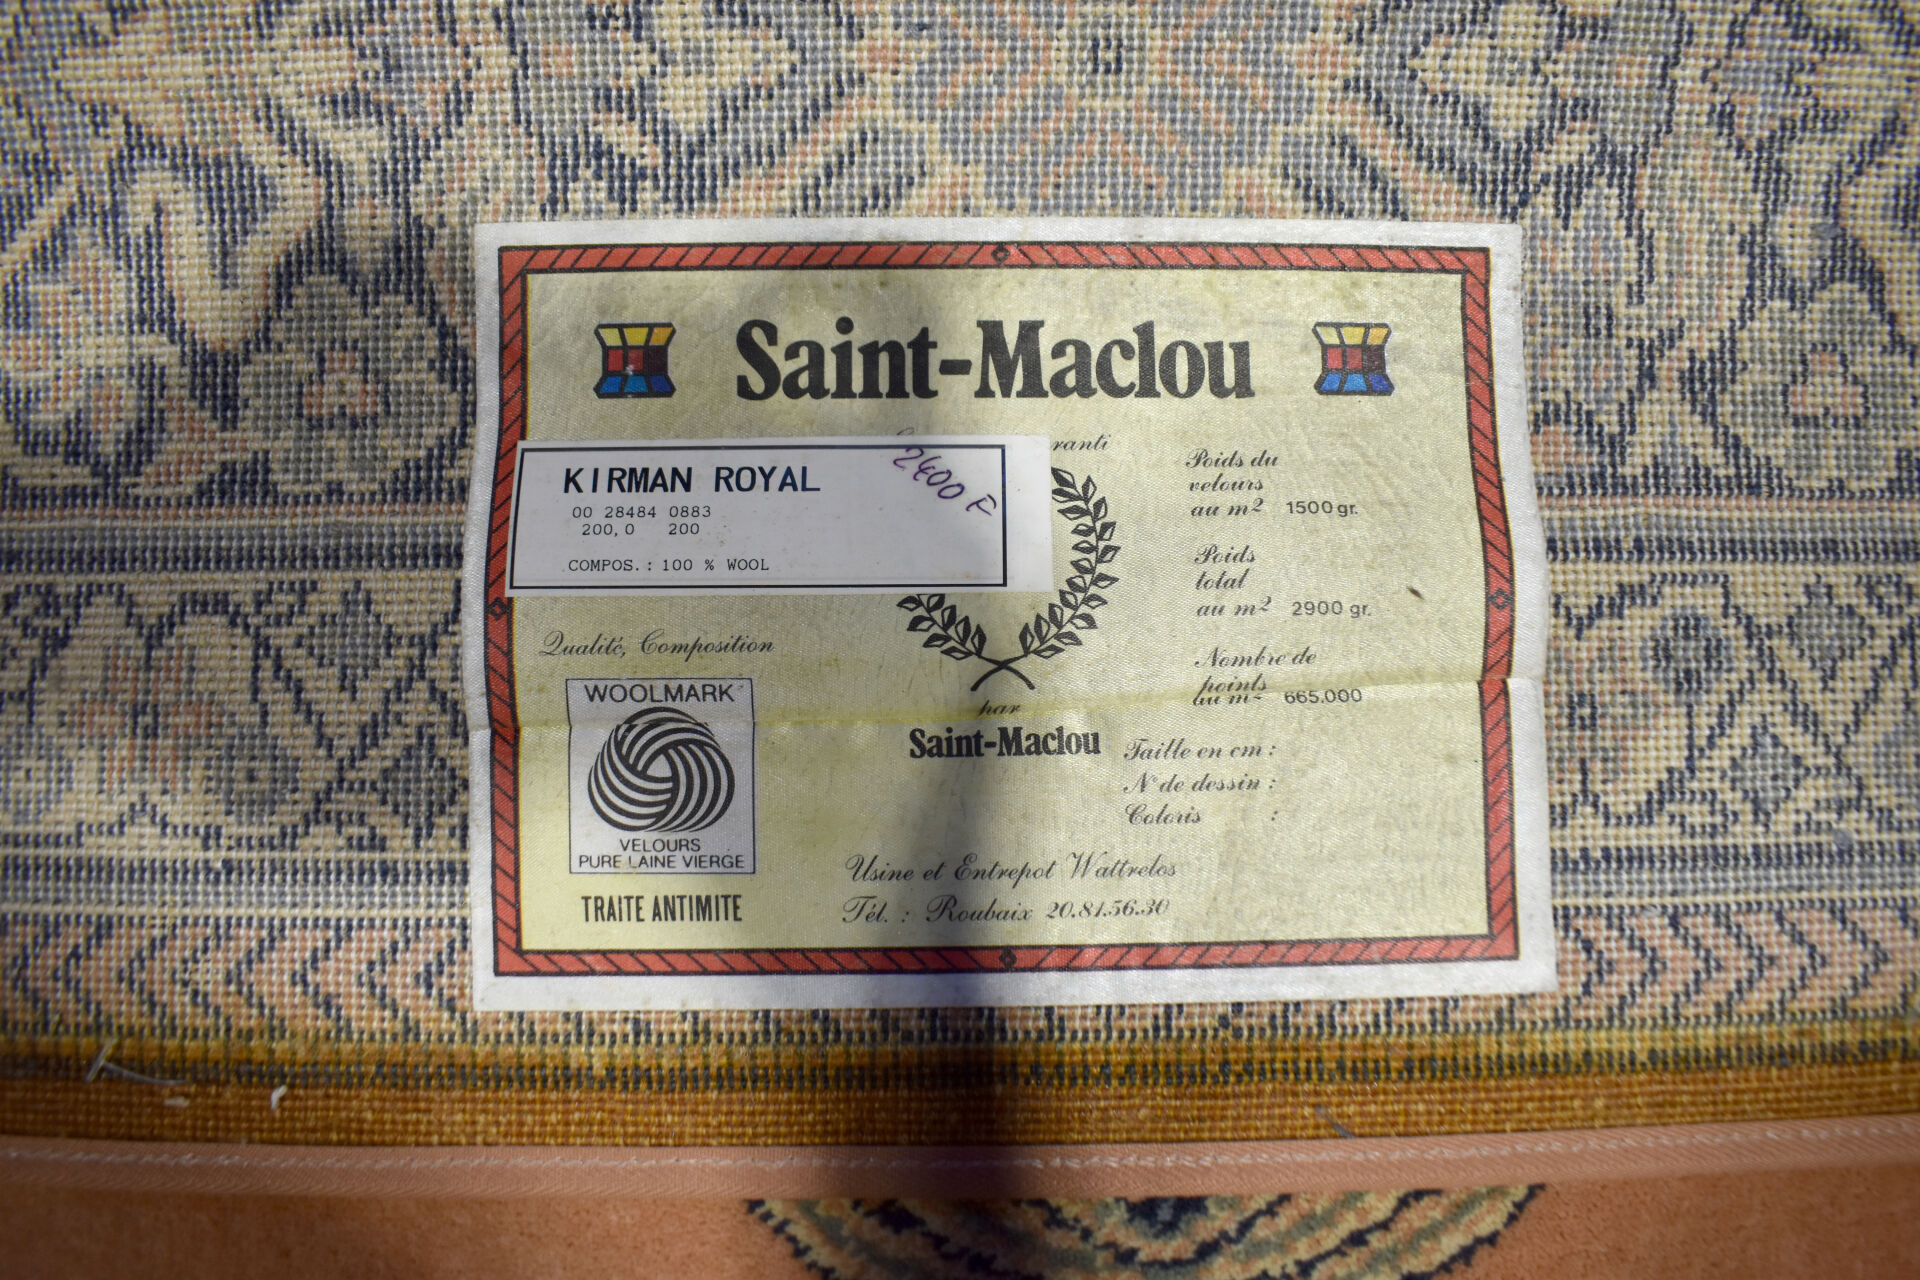 Saint-Maclou
KIRMAN ROYAL
2400 F
00 28484 0883
200,0 200
COMPOS.: 100 % WOOL
Poids du
velours
au m2 1500 gr.
Poids
total
au m2 2900 gr.
Nombre de
points
au m2 665.000
Qualité, Composition
WOOLMARK
VELOURS
PURE LAINE VIERGE
TRAITE ANTIMITE
par
Saint-Maclou
Taille en cm :
N° de dessin :
Coloris :
Usine et Entrepot Wattrelos
Tél. : Roubaix 20.81.56.30